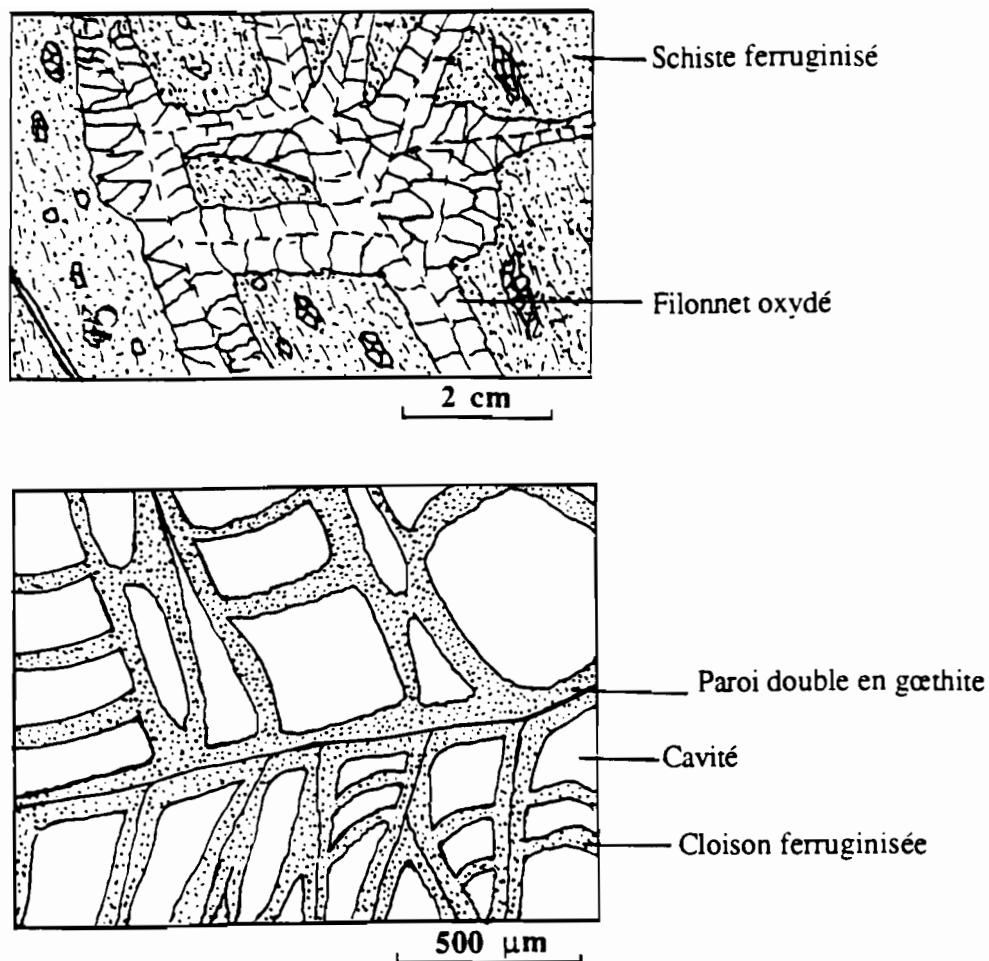 Schiste ferruginisé
Filonnet oxydé
2 cm
Paroi double en gœthite
Cavité
Cloison ferruginisée
500 µm